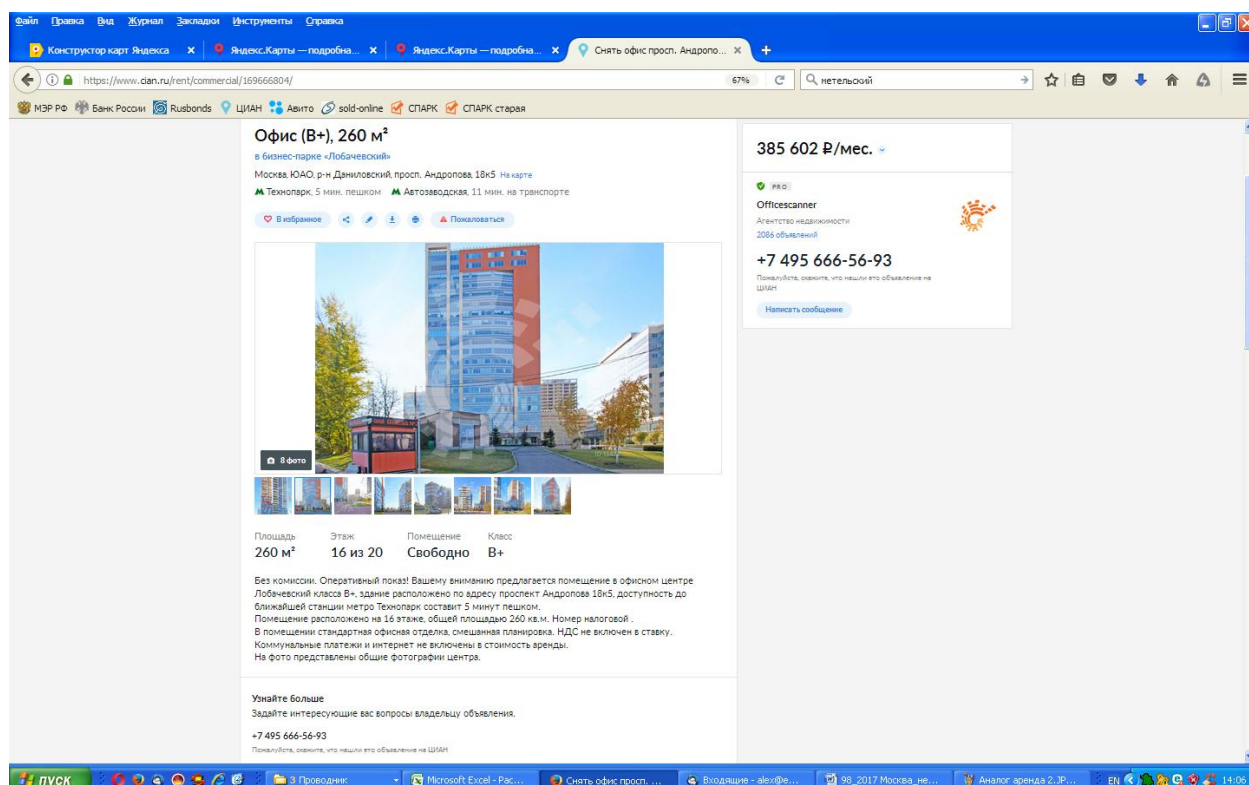 Файл Правка Вид Журнал Закладки Инструменты Справка
Конструктор карт Яндекса × Яндекс.Карты — подробна... × Яндекс.Карты — подробна... × Снять офис просп. Андропо... × +
https://www.cian.ru/rent/commercial/169666804/ 67% нетельский
МЭР РФ Банк России Rusbonds ЦИАН Авито sold-online СПАРК СПАРК старая
Офис (B+), 260 м²
в бизнес-парке «Лобачевский»
Москва, ЮАО, р-н Даниловский, просп. Андропова, 18к5 На карте
Технопарк, 5 мин. пешком Автозаводская, 11 мин. на транспорте
В избранное Пожаловаться
8 фото
Площадь Этаж Помещение Класс
260 м² 16 из 20 Свободно B+
Без комиссии. Оперативный показ! Вашему вниманию предлагается помещение в офисном центре
Лобачевский класса B+, здание расположено по адресу проспект Андропова 18к5, доступность до
ближайшей станции метро Технопарк составит 5 минут пешком.
Помещение расположено на 16 этаже, общей площадью 260 кв.м. Номер налоговой .
В помещении стандартная офисная отделка, смешанная планировка. НДС не включен в ставку.
Коммунальные платежи и интернет не включены в стоимость аренды.
На фото представлены общие фотографии центра.
Узнайте больше
Задайте интересующие вас вопросы владельцу объявления.
+7 495 666-56-93
Пожалуйста, скажите, что нашли это объявление на ЦИАН
385 602 ₽/мес.
PRO
Officescanner
Агентство недвижимости
2086 объявлений
+7 495 666-56-93
Пожалуйста, скажите, что нашли это объявление на
ЦИАН
Написать сообщение
пуск 3 Проводник Microsoft Excel - Рас... Снять офис просп. ... Входящие - alex@e... 98_2017 Москва_не... Аналог аренда 2.JP... EN 14:06